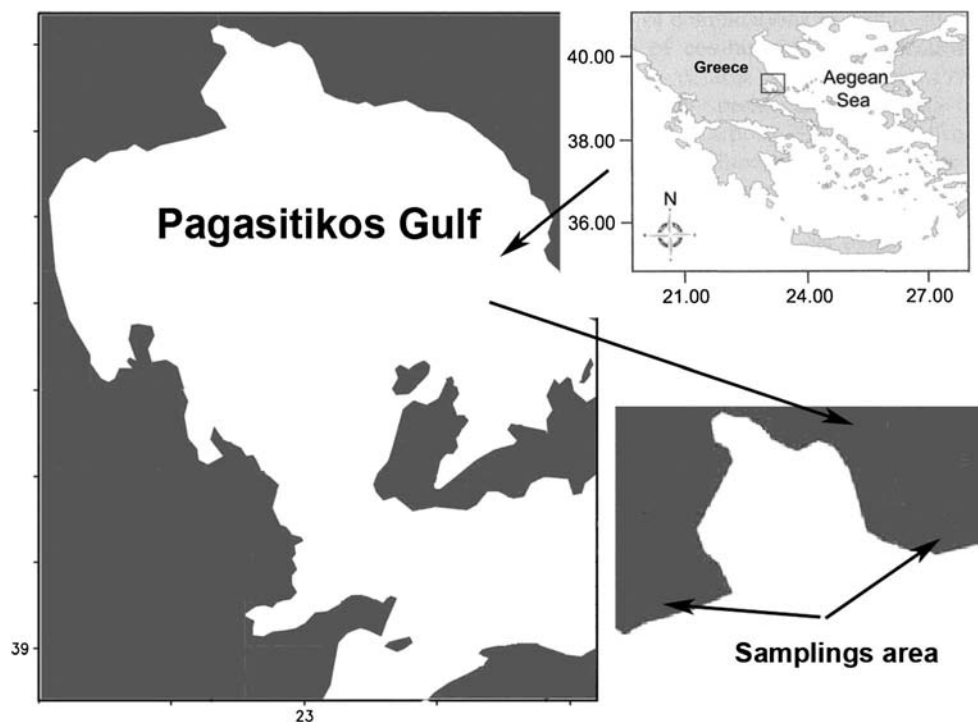 Pagasitikos Gulf
39
23
40.00
38.00
36.00
21.00
24.00
27.00
Greece
Aegean
Sea
N
Samplings area